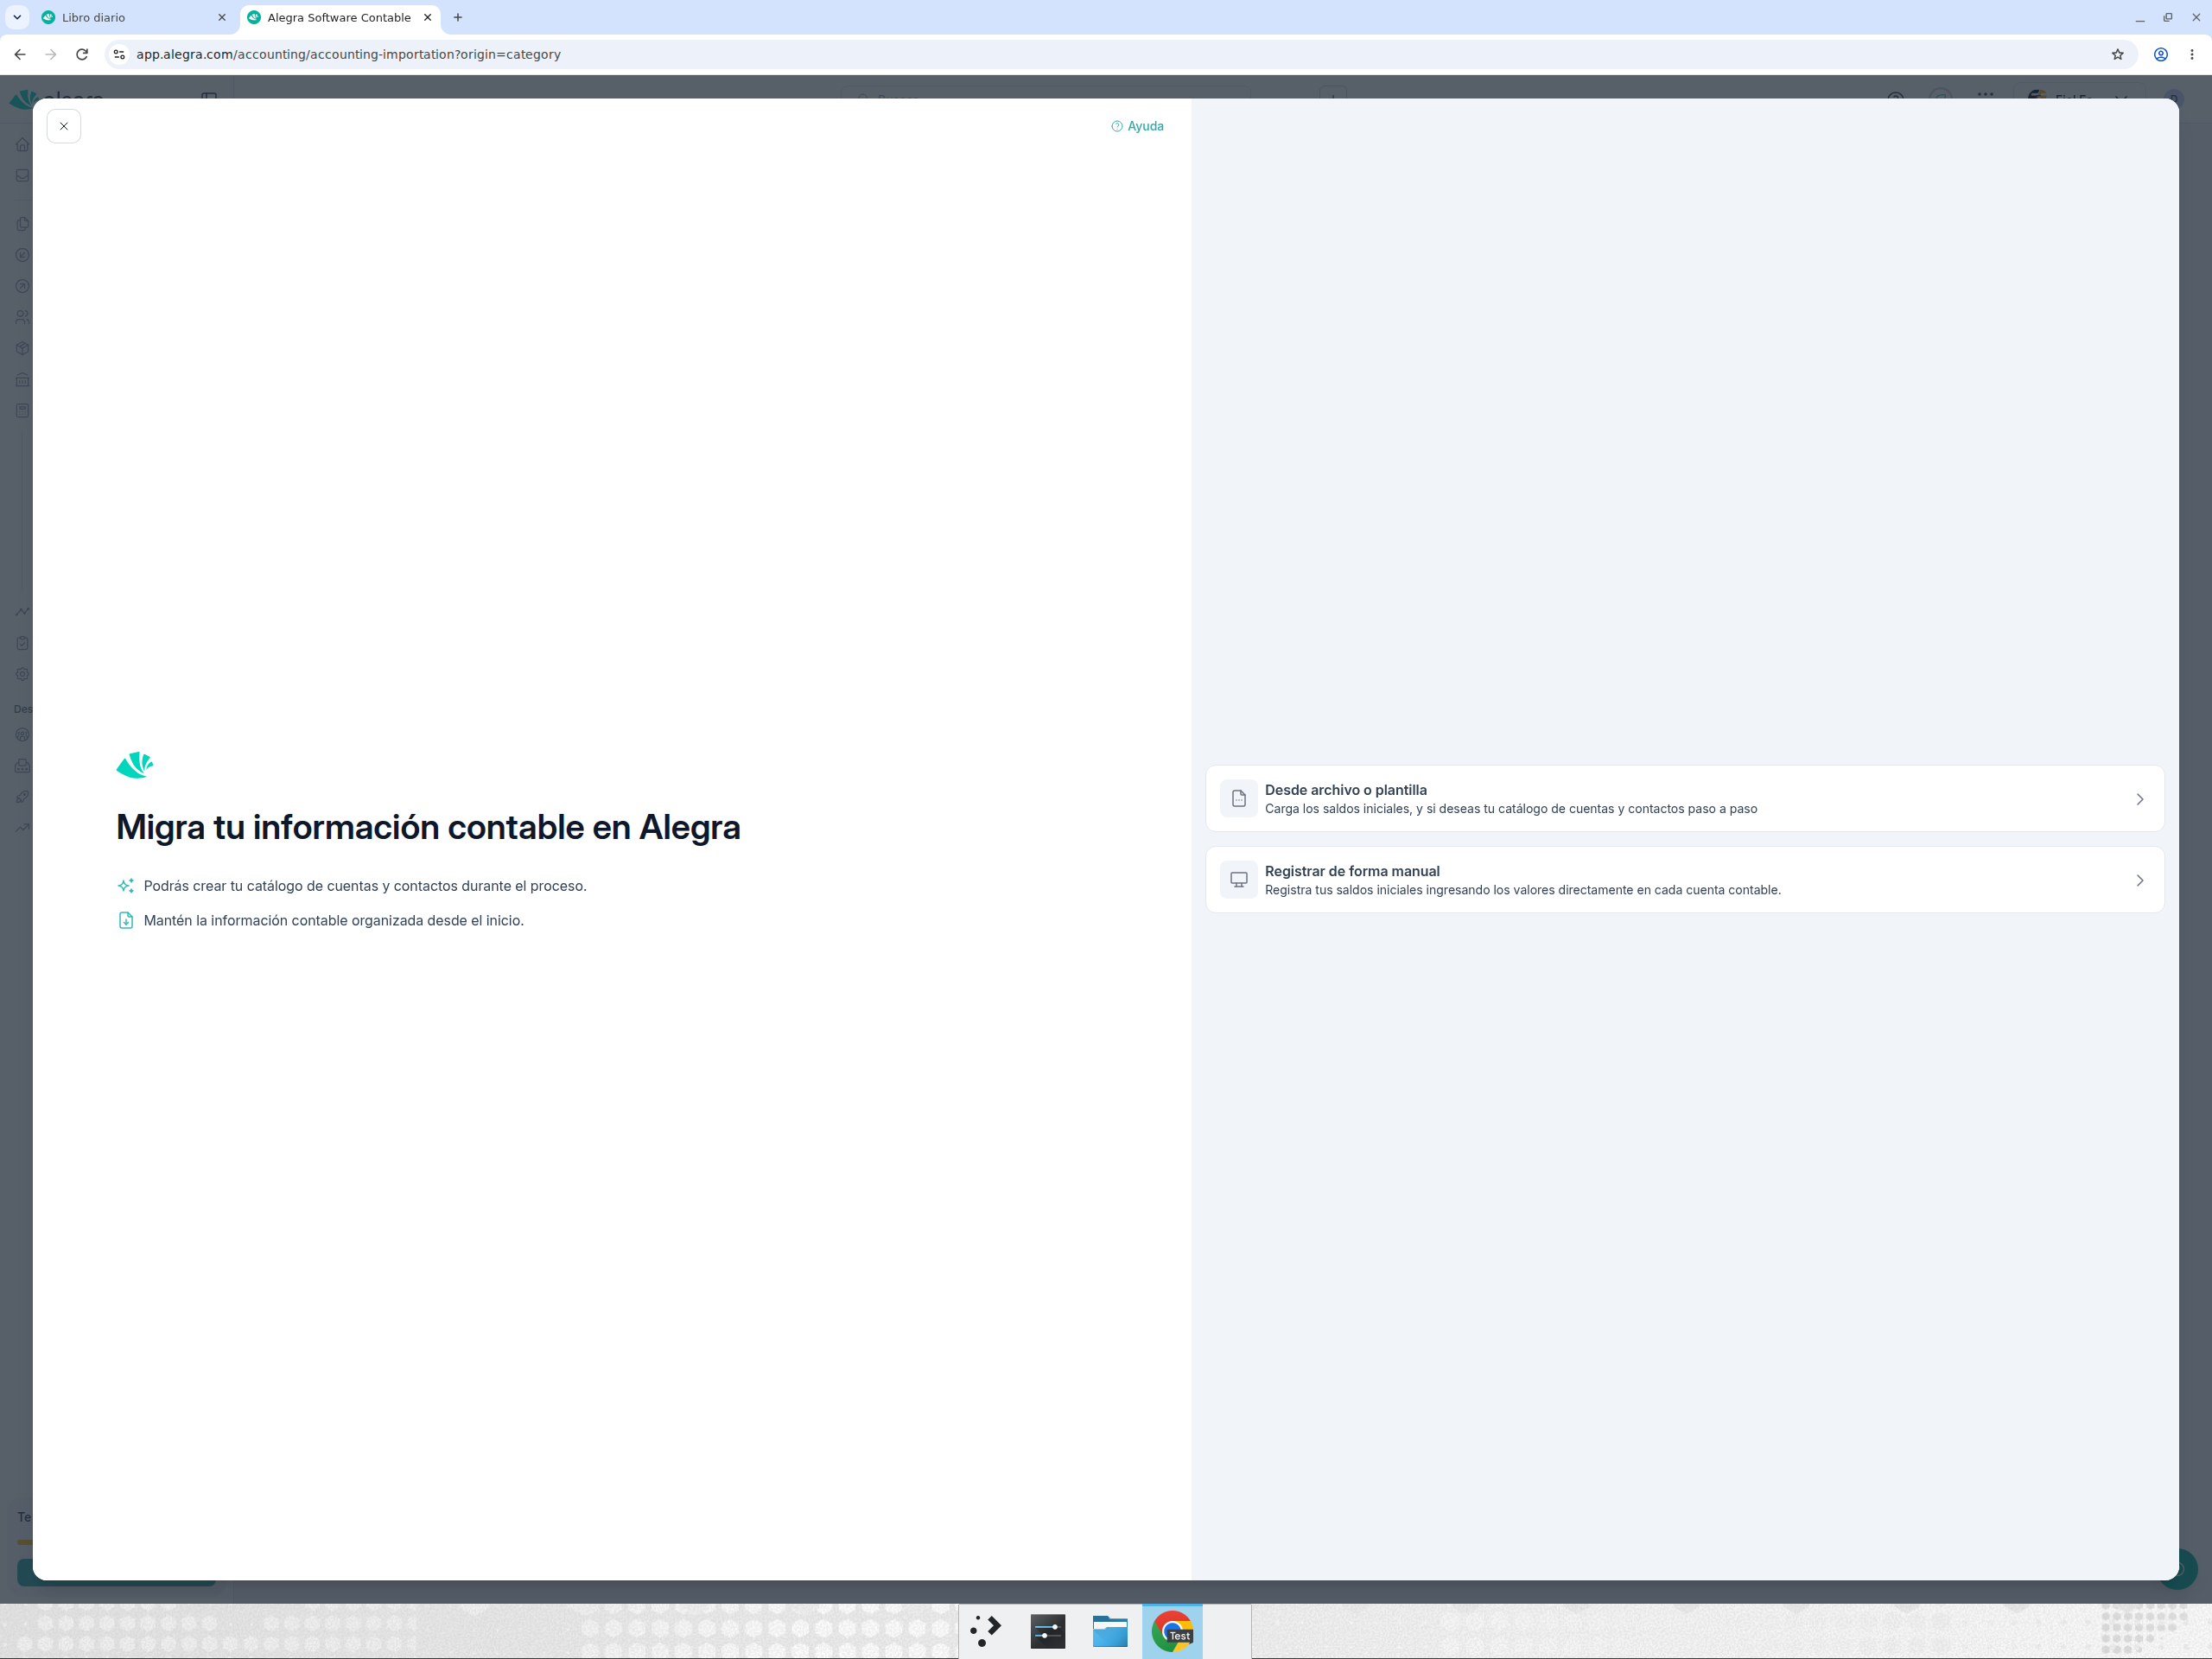 Libro diario
Alegra Software Contable
app.alegra.com/accounting/accounting-importation?origin=category
Ayuda
Migra tu información contable en Alegra
Podrás crear tu catálogo de cuentas y contactos durante el proceso.
Mantén la información contable organizada desde el inicio.
Desde archivo o plantilla
Carga los saldos iniciales, y si deseas tu catálogo de cuentas y contactos paso a paso
Registrar de forma manual
Registra tus saldos iniciales ingresando los valores directamente en cada cuenta contable.
Des
Te
Test